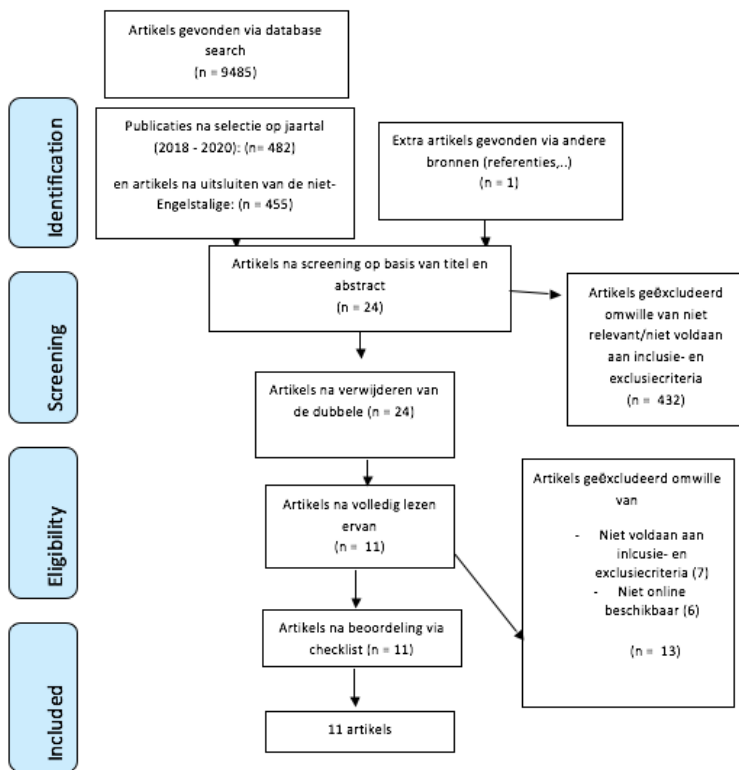 Artikels gevonden via database
search
(n = 9485)
Identification
Publicaties na selectie op jaartal
(2018 - 2020): (n= 482)
en artikels na uitsluiten van de niet-
Engelstalige: (n = 455)
Extra artikels gevonden via andere
bronnen (referenties,..)
(n = 1)
Screening
Artikels na screening op basis van titel en
abstract
(n = 24)
Artikels geëxcludeerd
omwille van niet
relevant/niet voldaan
aan inclusie- en
exclusiecriteria
(n = 432)
Artikels na verwijderen van
de dubbele (n = 24)
Eligibility
Artikels na volledig lezen
ervan
(n = 11)
Artikels geëxcludeerd omwille
van
- Niet voldaan aan
inlcusie- en
exclusiecriteria (7)
- Niet online
beschikbaar (6)
(n = 13)
Included
Artikels na beoordeling via
checklist (n = 11)
11 artikels